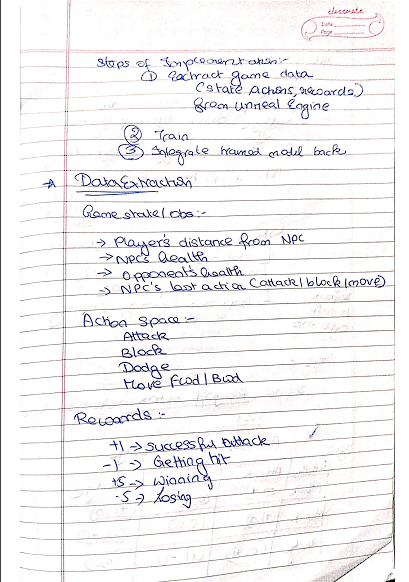 classmate
Date
Page
Steps of Implementation:-
① Extract game data
(state, Actions, rewards)
from Unreal Engine
② Train
③ Integrate trained model back
→ Data Extraction
Game state / obs :-
→ Player's distance from NPC
→ NPC's health
→ Opponent's health
→ NPC's last action (attack / block / move)
Action Space :-
Attack
Block
Dodge
Move Fwd / Bwd
Rewards :-
+1 → successful Attack
-1 → Getting hit
+5 → Winning
-5 → Losing